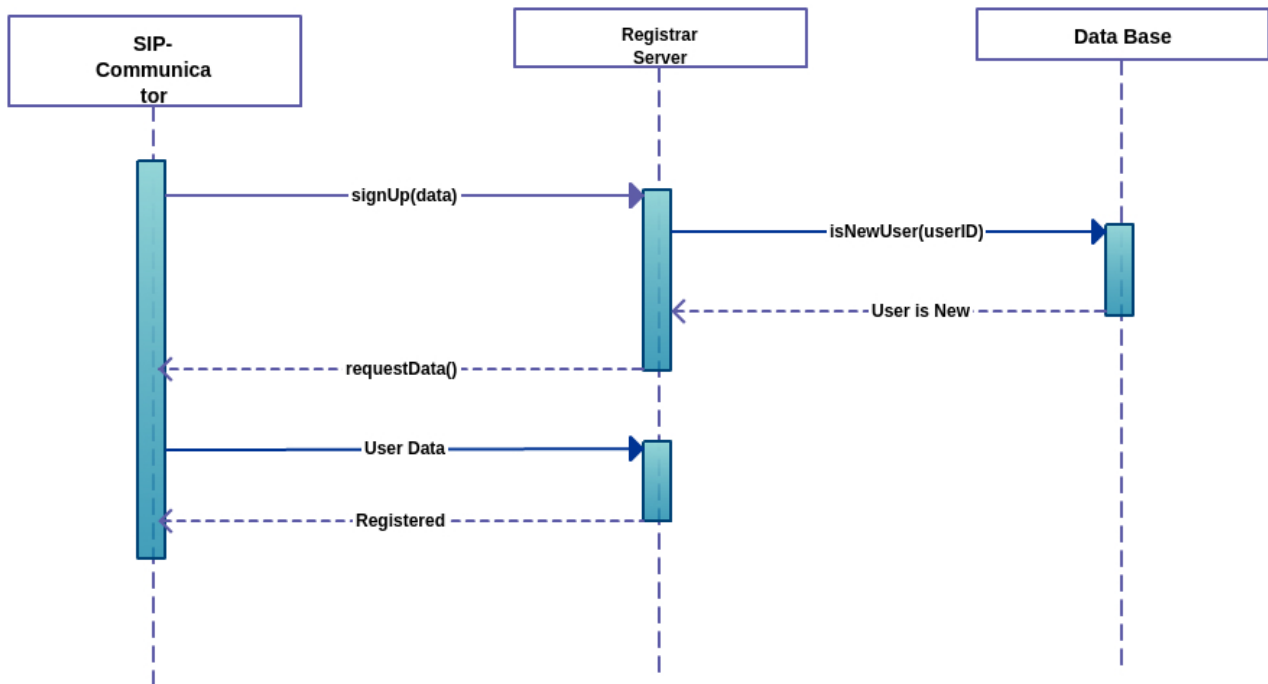 SIP-
Communica
tor
Registrar
Server
Data Base
signUp(data)
isNewUser(userID)
User is New
requestData()
User Data
Registered